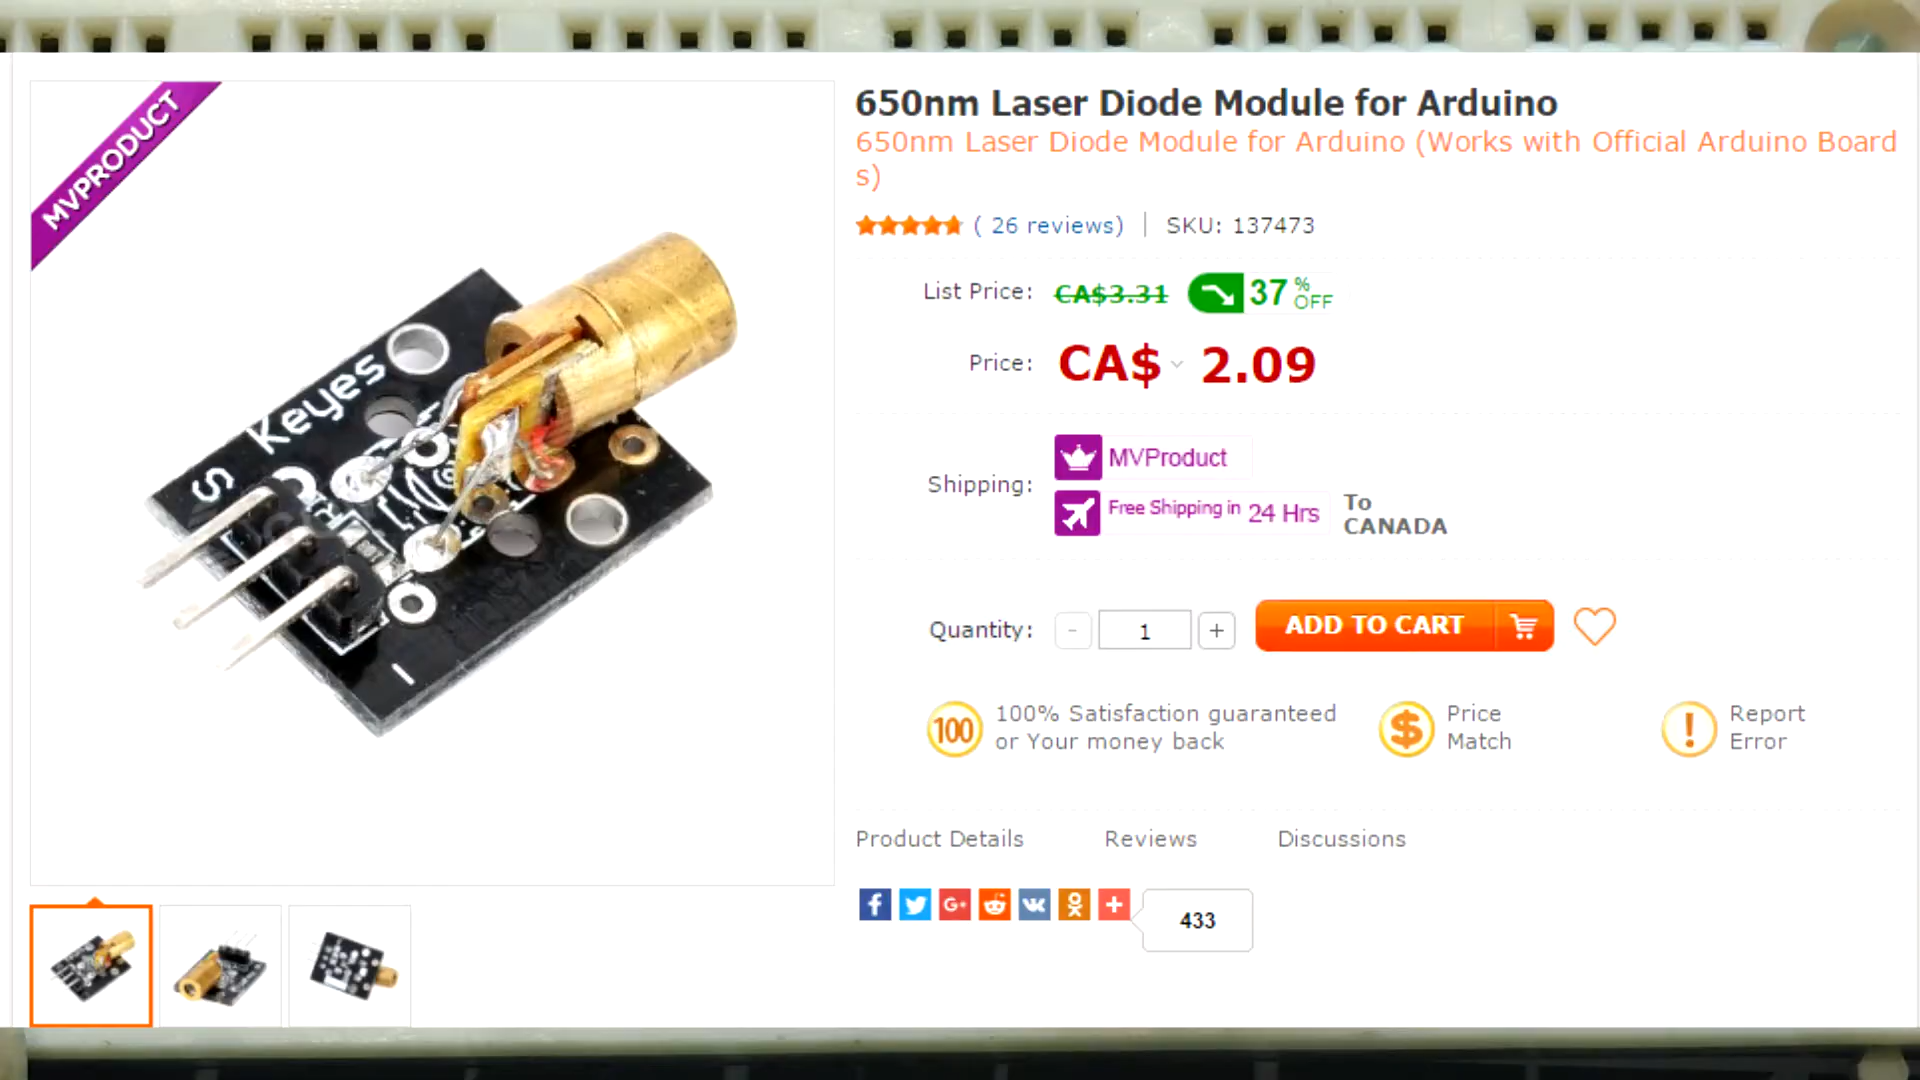 MVPRODUCT
S
Keyes
650nm Laser Diode Module for Arduino
650nm Laser Diode Module for Arduino (Works with Official Arduino Board
s)
( 26 reviews) SKU: 137473
List Price: CA$3.31 37 % OFF
Price: CA$ 2.09
Shipping: MVProduct
Free Shipping in 24 Hrs To
CANADA
Quantity: - 1 + ADD TO CART
100 100% Satisfaction guaranteed
or Your money back
$ Price
Match
! Report
Error
Product Details Reviews Discussions
433